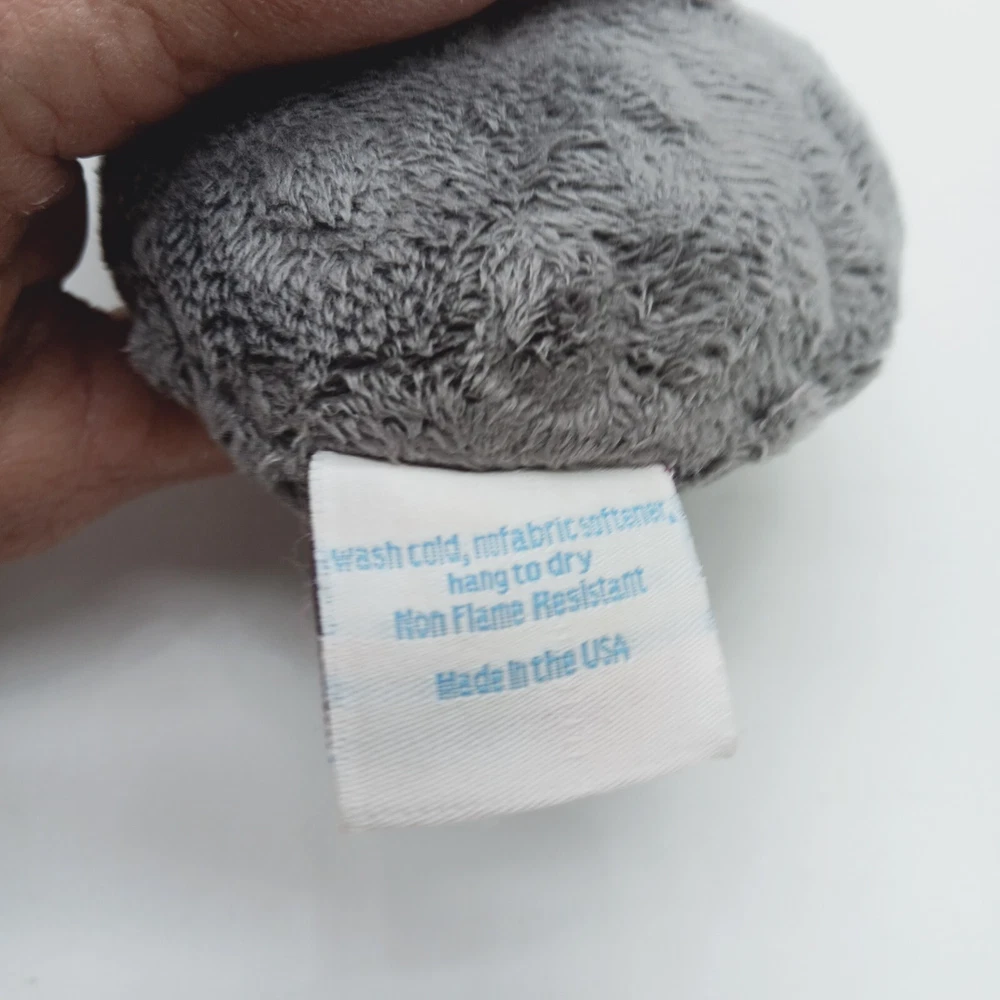 wash cold, no fabric softener,
hang to dry
Non Flame Resistant
Made in the USA